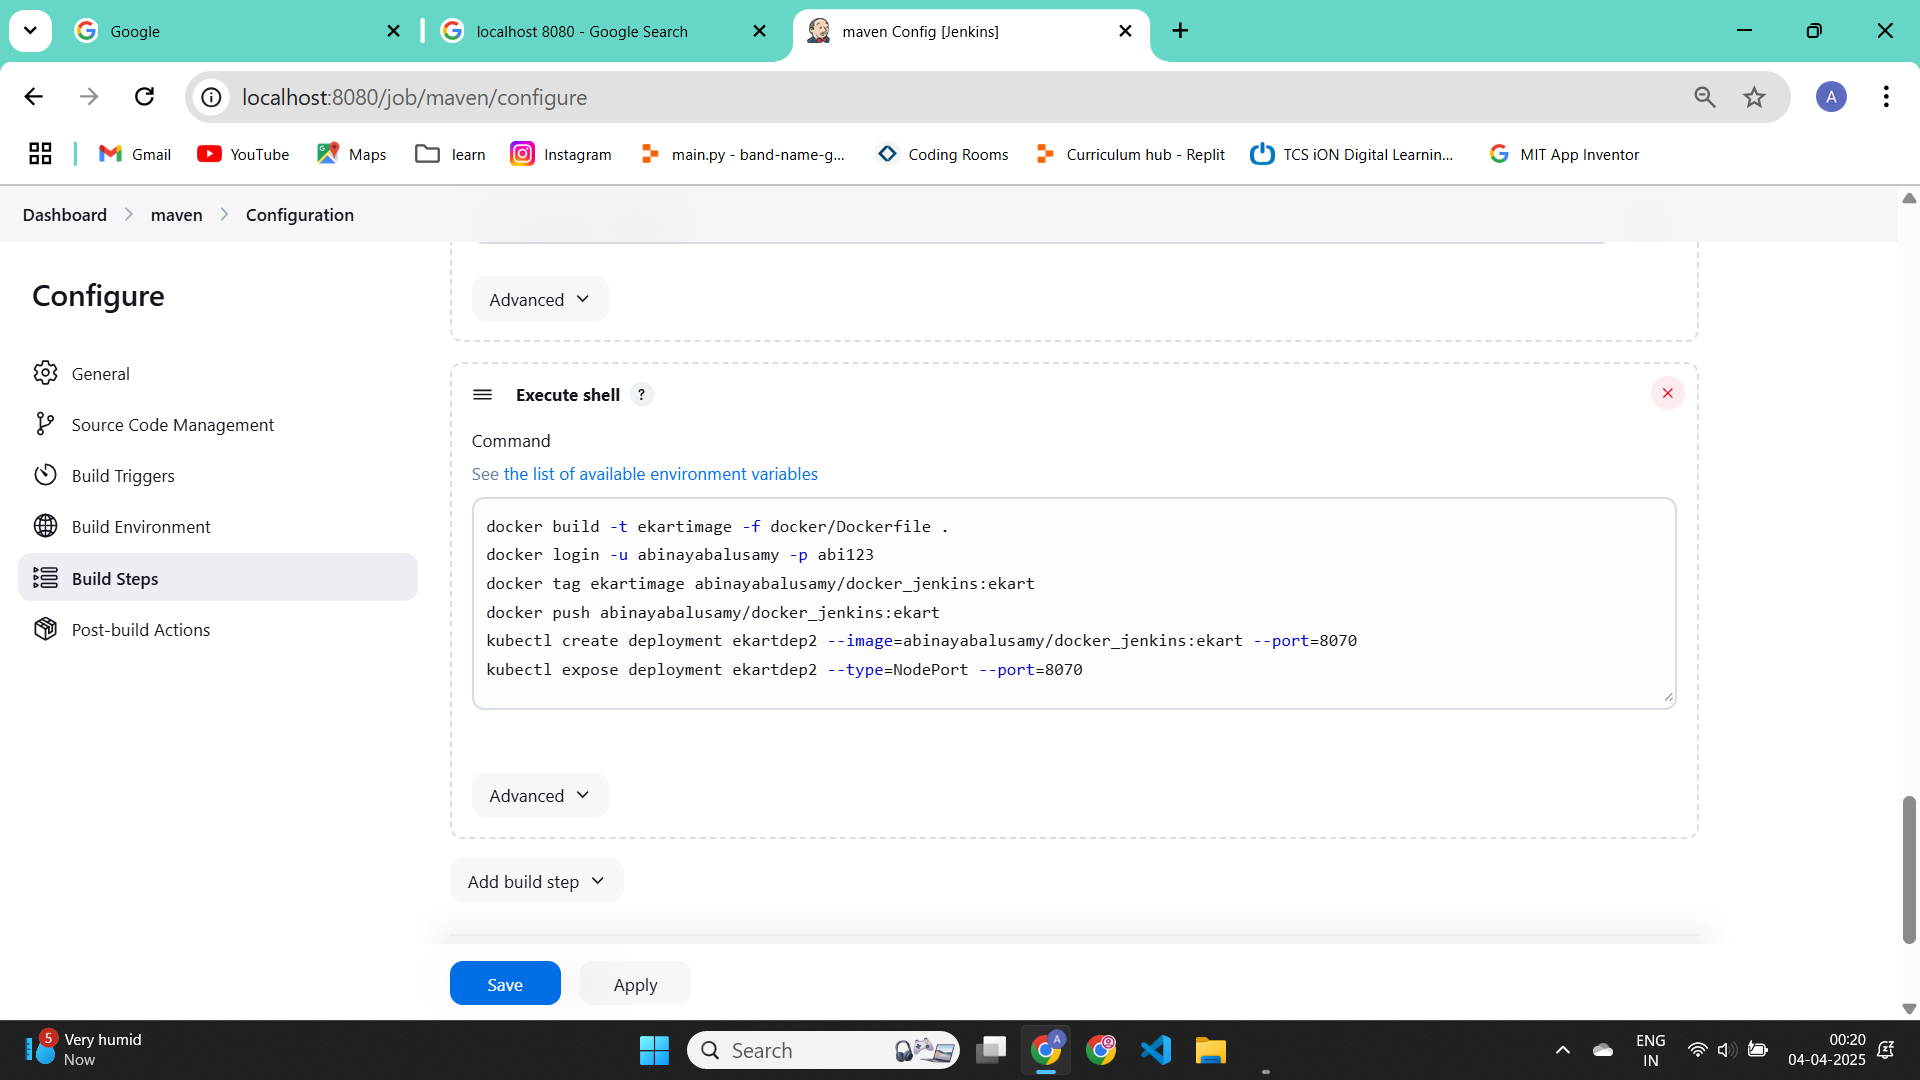 Google
localhost 8080 - Google Search
maven Config [Jenkins]
localhost:8080/job/maven/configure
A
Gmail
YouTube
Maps
learn
Instagram
main.py - band-name-g...
Coding Rooms
Curriculum hub - Replit
TCS iON Digital Learnin...
MIT App Inventor
Dashboard
maven
Configuration
Configure
General
Source Code Management
Build Triggers
Build Environment
Build Steps
Post-build Actions
Advanced
Execute shell ?
Command
See the list of available environment variables
docker build -t ekartimage -f docker/Dockerfile .
docker login -u abinayabalusamy -p abi123
docker tag ekartimage abinayabalusamy/docker_jenkins:ekart
docker push abinayabalusamy/docker_jenkins:ekart
kubectl create deployment ekartdep2 --image=abinayabalusamy/docker_jenkins:ekart --port=8070
kubectl expose deployment ekartdep2 --type=NodePort --port=8070
Advanced
Add build step
Save
Apply
5
Very humid
Now
Search
A
ENG
IN
00:20
04-04-2025